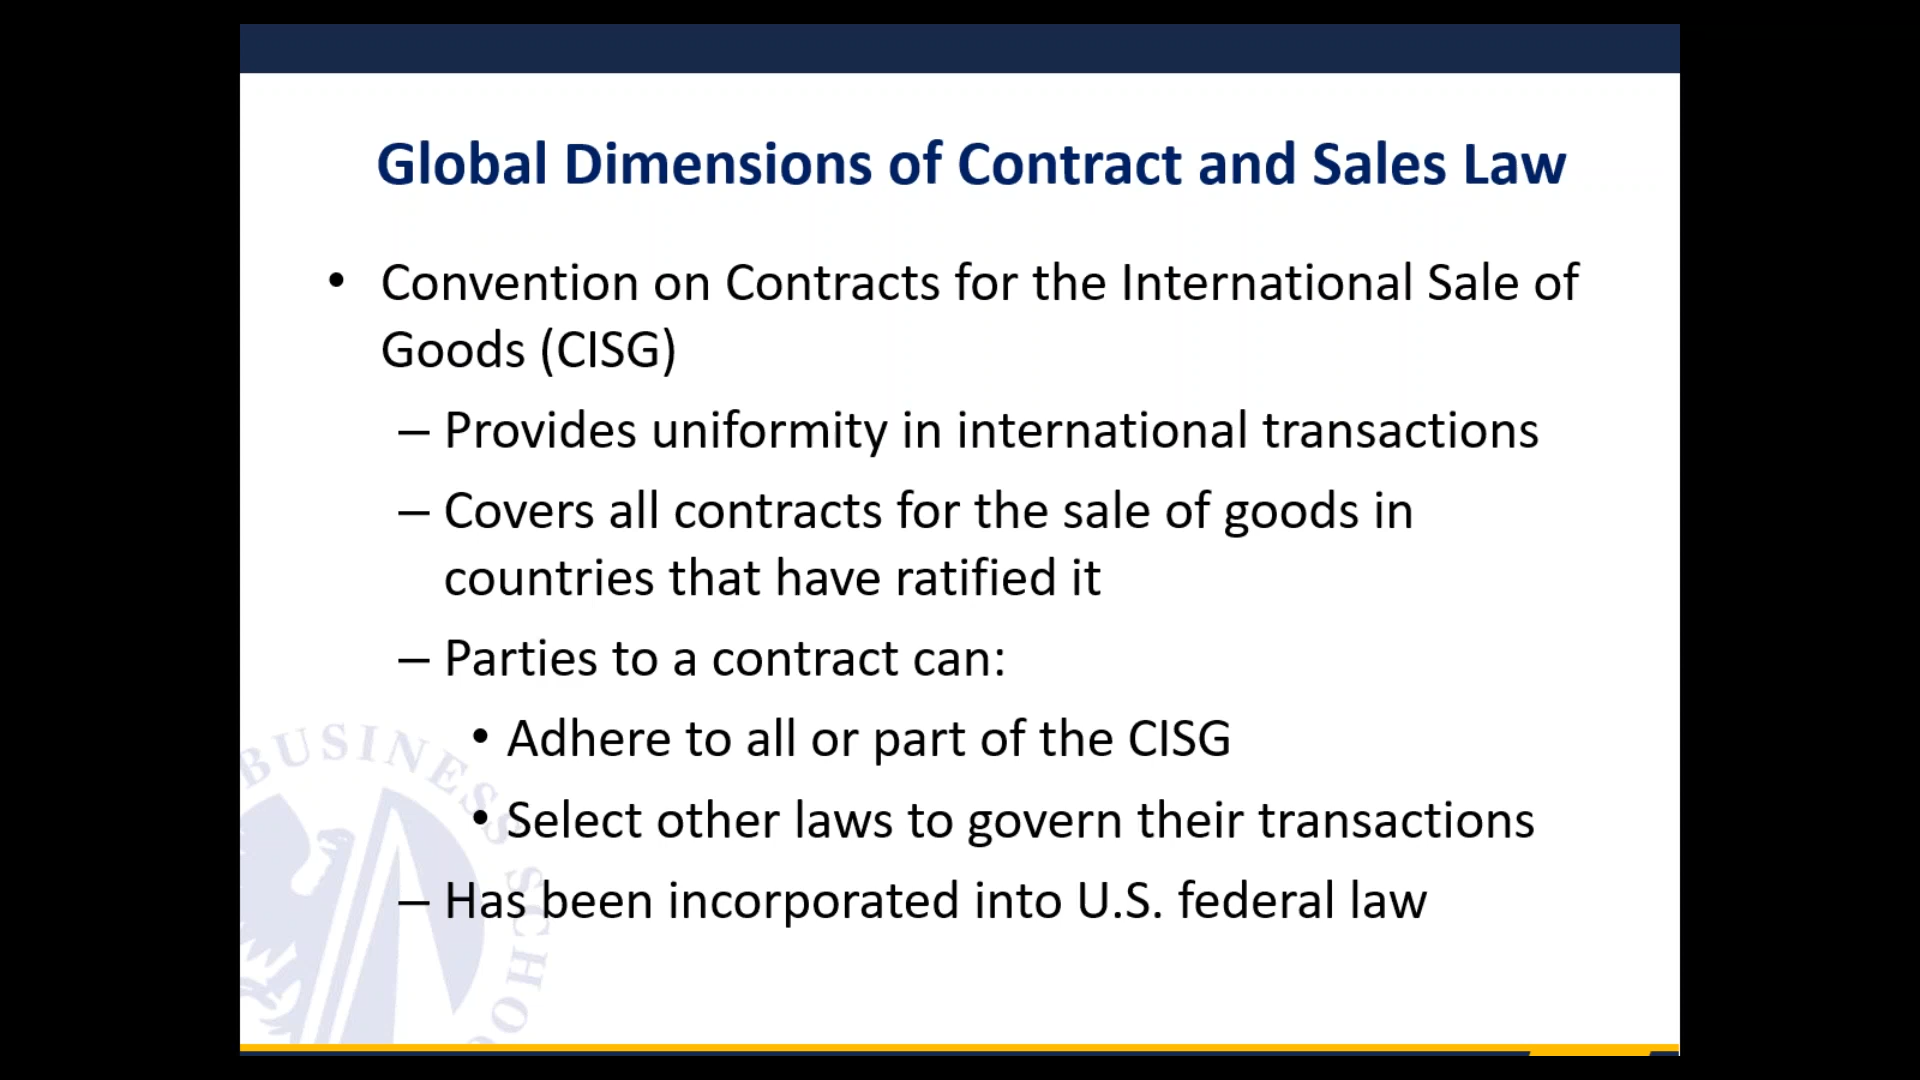 Global Dimensions of Contract and Sales Law
• Convention on Contracts for the International Sale of
Goods (CISG)
– Provides uniformity in international transactions
– Covers all contracts for the sale of goods in
countries that have ratified it
– Parties to a contract can:
• Adhere to all or part of the CISG
• Select other laws to govern their transactions
– Has been incorporated into U.S. federal law
BUSINESS SCHOO